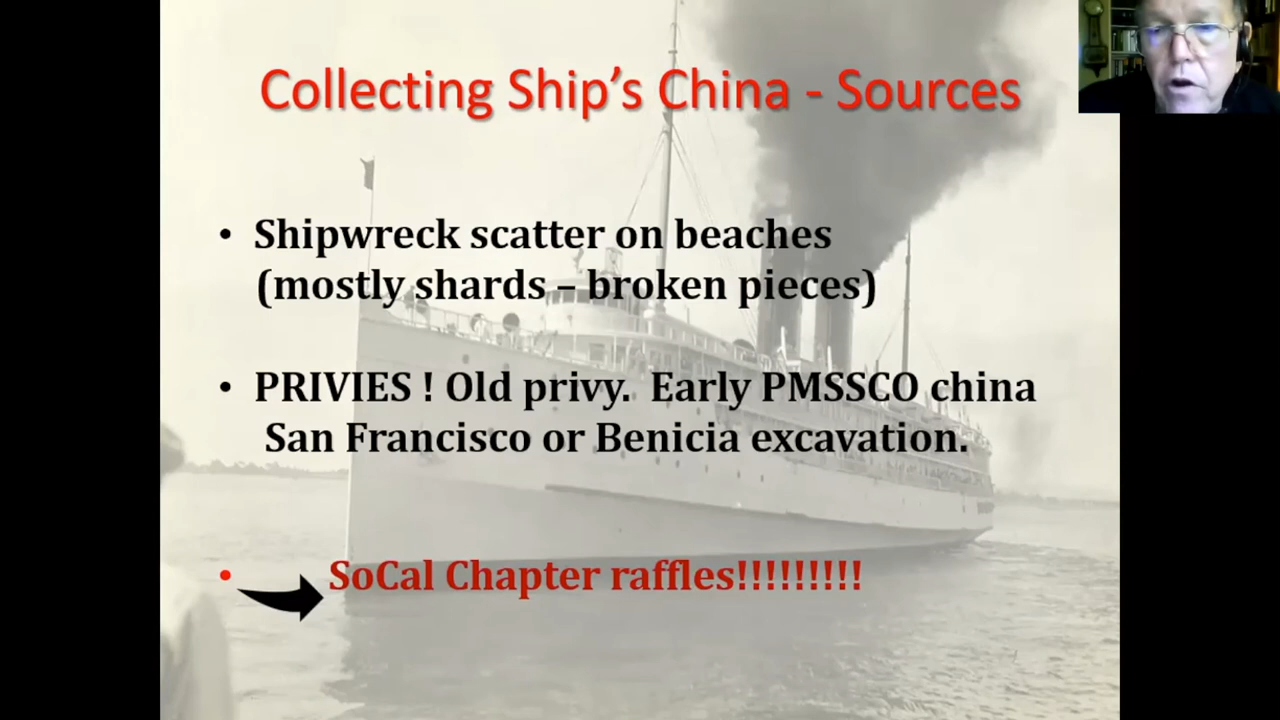 Collecting Ship’s China - Sources
• Shipwreck scatter on beaches
(mostly shards – broken pieces)
• PRIVIES ! Old privy. Early PMSSCO china
San Francisco or Benicia excavation.
• SoCal Chapter raffles!!!!!!!!!